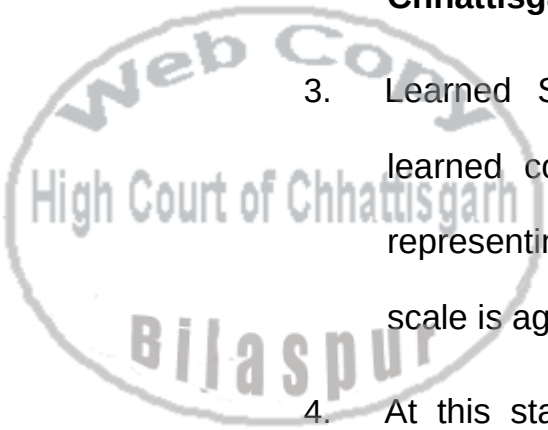 Chhattisga
Web Copy
3. Learned S
learned co
High Court of Chhattisgarh
representin
scale is ag
Bilaspur
4. At this sta